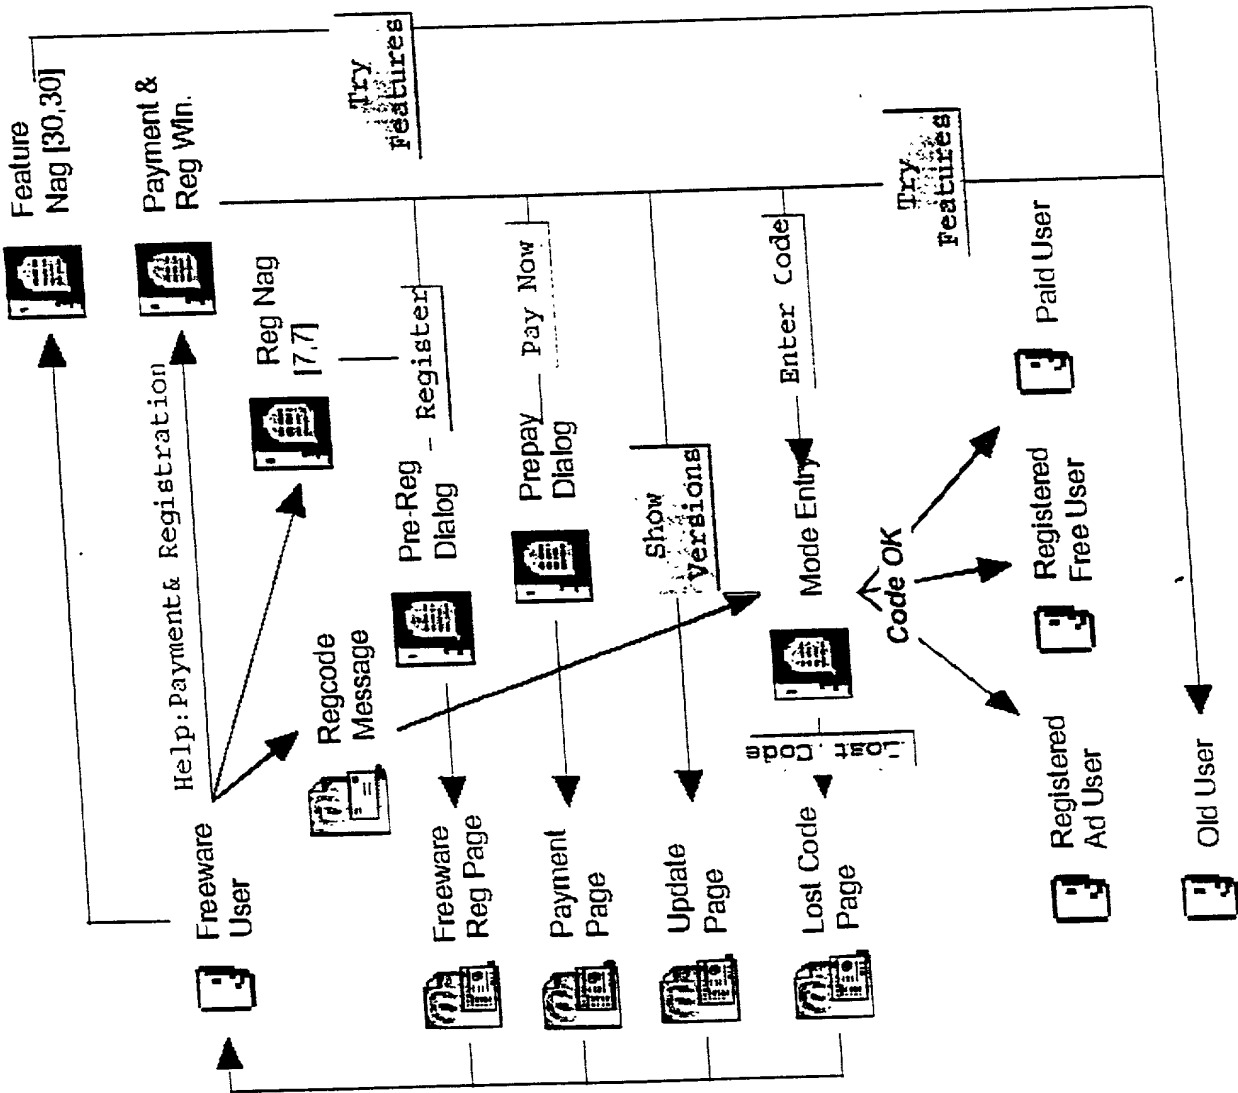 Feature
Nag [30,30]
Payment &
Reg Win.
Try
Features
Help:Payment& Registration
Reg Nag
[7,7]
Freeware
User
Regcode
Message
Pre-Reg
Dialog
Register
Freeware
Reg Page
Prepay
Dialog
Pay Now
Payment
Page
Show
Versions
Update
Page
Enter Code
Mode Entry
Lost Code
Lost Code
Page
Code OK
Try
Features
Paid User
Registered
Free User
Registered
Ad User
Old User